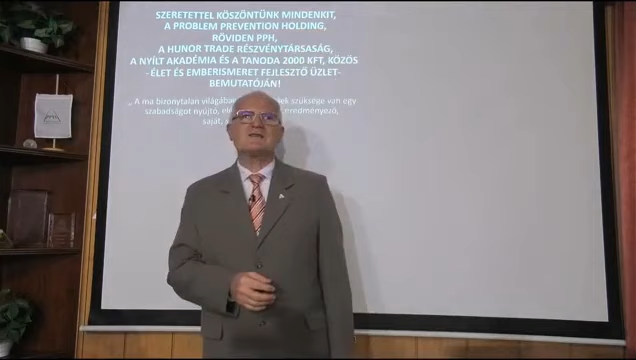 SZERETETTEL KÖSZÖNTÜNK MINDENKIT,
A PROBLEM PREVENTION HOLDING,
RÖVIDEN PPH,
A HUNOR TRADE RÉSZVÉNYTÁRSASÁG,
A NYÍLT AKADÉMIA ÉS A TANODA 2000 KFT, KÖZÖS
-ÉLET ÉS EMBERISMERET FEJLESZTŐ ÜZLET-
BEMUTATÓJÁN!
„ A ma bizonytalan világában szüksége van egy
szabadságot nyújtó, eredményező,
saját,